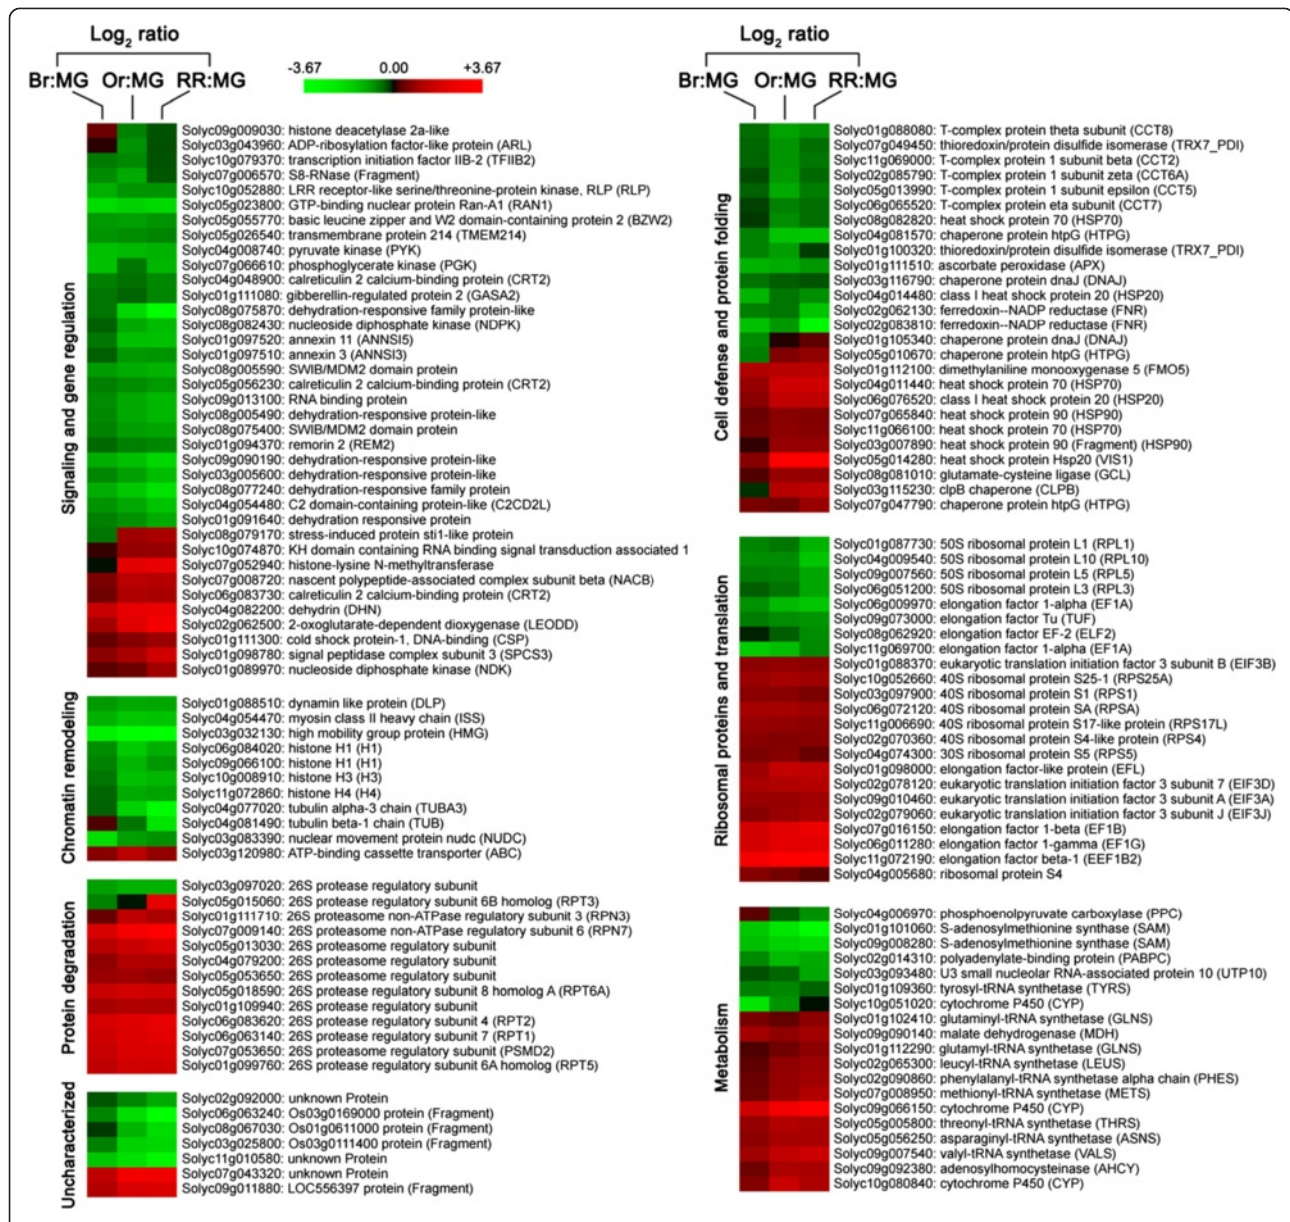 Log2 ratio
Br:MG Or:MG RR:MG
-3.67 0.00 +3.67
Signaling and gene regulation
Solyc09g009030: histone deacetylase 2a-like
Solyc03g043960: ADP-ribosylation factor-like protein (ARL)
Solyc10g079370: transcription initiation factor IIB-2 (TFIIB2)
Solyc07g006570: S8-RNase (Fragment)
Solyc10g052880: LRR receptor-like serine/threonine-protein kinase, RLP (RLP)
Solyc05g023800: GTP-binding nuclear protein Ran-A1 (RAN1)
Solyc05g055770: basic leucine zipper and W2 domain-containing protein 2 (BZW2)
Solyc05g026540: transmembrane protein 214 (TMEM214)
Solyc04g008740: pyruvate kinase (PYK)
Solyc07g066610: phosphoglycerate kinase (PGK)
Solyc04g048900: calreticulin 2 calcium-binding protein (CRT2)
Solyc01g111080: gibberellin-regulated protein 2 (GASA2)
Solyc08g075870: dehydration-responsive family protein-like
Solyc08g082430: nucleoside diphosphate kinase (NDPK)
Solyc01g097520: annexin 11 (ANNSI5)
Solyc01g097510: annexin 3 (ANNSI3)
Solyc08g005590: SWIB/MDM2 domain protein
Solyc05g056230: calreticulin 2 calcium-binding protein (CRT2)
Solyc09g013100: RNA binding protein
Solyc08g005490: dehydration-responsive protein-like
Solyc08g075400: SWIB/MDM2 domain protein
Solyc01g094370: remorin 2 (REM2)
Solyc09g090190: dehydration-responsive protein-like
Solyc03g005600: dehydration-responsive protein-like
Solyc08g077240: dehydration-responsive family protein
Solyc04g054480: C2 domain-containing protein-like (C2CD2L)
Solyc01g091640: dehydration responsive protein
Solyc08g079170: stress-induced protein sti1-like protein
Solyc10g074870: KH domain containing RNA binding signal transduction associated 1
Solyc07g052940: histone-lysine N-methyltransferase
Solyc07g008720: nascent polypeptide-associated complex subunit beta (NACB)
Solyc06g083730: calreticulin 2 calcium-binding protein (CRT2)
Solyc04g082200: dehydrin (DHN)
Solyc02g062500: 2-oxoglutarate-dependent dioxygenase (LEODD)
Solyc01g111300: cold shock protein-1, DNA-binding (CSP)
Solyc01g098780: signal peptidase complex subunit 3 (SPCS3)
Solyc01g089970: nucleoside diphosphate kinase (NDK)
Chromatin remodeling
Solyc01g088510: dynamin like protein (DLP)
Solyc04g054470: myosin class II heavy chain (ISS)
Solyc03g032130: high mobility group protein (HMG)
Solyc06g084020: histone H1 (H1)
Solyc09g066100: histone H1 (H1)
Solyc10g008910: histone H3 (H3)
Solyc11g072860: histone H4 (H4)
Solyc04g077020: tubulin alpha-3 chain (TUBA3)
Solyc04g081490: tubulin beta-1 chain (TUB)
Solyc03g083390: nuclear movement protein nudc (NUDC)
Solyc03g120980: ATP-binding cassette transporter (ABC)
Protein degradation
Solyc03g097020: 26S protease regulatory subunit
Solyc05g015060: 26S protease regulatory subunit 6B homolog (RPT3)
Solyc01g111710: 26S proteasome non-ATPase regulatory subunit 3 (RPN3)
Solyc07g009140: 26S proteasome non-ATPase regulatory subunit 6 (RPN7)
Solyc05g013030: 26S proteasome regulatory subunit
Solyc04g079200: 26S proteasome regulatory subunit
Solyc05g053650: 26S proteasome regulatory subunit
Solyc05g018590: 26S protease regulatory subunit 8 homolog A (RPT6A)
Solyc01g109940: 26S proteasome regulatory subunit
Solyc06g083620: 26S protease regulatory subunit 4 (RPT2)
Solyc06g063140: 26S protease regulatory subunit 7 (RPT1)
Solyc07g053650: 26S proteasome regulatory subunit (PSMD2)
Solyc01g099760: 26S protease regulatory subunit 6A homolog (RPT5)
Uncharacterized
Solyc02g092000: unknown Protein
Solyc06g063240: Os03g0169000 protein (Fragment)
Solyc08g067030: Os01g0611000 protein (Fragment)
Solyc03g025800: Os03g0111400 protein (Fragment)
Solyc11g010580: unknown Protein
Solyc07g043320: unknown Protein
Solyc09g011880: LOC556397 protein (Fragment)
Log2 ratio
Br:MG Or:MG RR:MG
Cell defense and protein folding
Solyc01g088080: T-complex protein theta subunit (CCT8)
Solyc07g049450: thioredoxin/protein disulfide isomerase (TRX7_PDI)
Solyc11g069000: T-complex protein 1 subunit beta (CCT2)
Solyc02g085790: T-complex protein 1 subunit zeta (CCT6A)
Solyc05g013990: T-complex protein 1 subunit epsilon (CCT5)
Solyc06g065520: T-complex protein eta subunit (CCT7)
Solyc08g082820: heat shock protein 70 (HSP70)
Solyc04g081570: chaperone protein htpG (HTPG)
Solyc01g100320: thioredoxin/protein disulfide isomerase (TRX7_PDI)
Solyc01g111510: ascorbate peroxidase (APX)
Solyc03g116790: chaperone protein dnaJ (DNAJ)
Solyc04g014480: class I heat shock protein 20 (HSP20)
Solyc02g062130: ferredoxin--NADP reductase (FNR)
Solyc02g083810: ferredoxin--NADP reductase (FNR)
Solyc01g105340: chaperone protein dnaJ (DNAJ)
Solyc05g010670: chaperone protein htpG (HTPG)
Solyc01g112100: dimethylaniline monooxygenase 5 (FMO5)
Solyc04g011440: heat shock protein 70 (HSP70)
Solyc06g076520: class I heat shock protein 20 (HSP20)
Solyc07g065840: heat shock protein 90 (HSP90)
Solyc11g066100: heat shock protein 70 (HSP70)
Solyc03g007890: heat shock protein 90 (Fragment) (HSP90)
Solyc05g014280: heat shock protein Hsp20 (VIS1)
Solyc08g081010: glutamate-cysteine ligase (GCL)
Solyc03g115230: clpB chaperone (CLPB)
Solyc07g047790: chaperone protein htpG (HTPG)
Ribosomal proteins and translation
Solyc01g087730: 50S ribosomal protein L1 (RPL1)
Solyc04g009540: 50S ribosomal protein L10 (RPL10)
Solyc09g007560: 50S ribosomal protein L5 (RPL5)
Solyc06g051200: 50S ribosomal protein L3 (RPL3)
Solyc06g009970: elongation factor 1-alpha (EF1A)
Solyc09g073000: elongation factor Tu (TUF)
Solyc08g062920: elongation factor EF-2 (ELF2)
Solyc11g069700: elongation factor 1-alpha (EF1A)
Solyc01g088370: eukaryotic translation initiation factor 3 subunit B (EIF3B)
Solyc10g052660: 40S ribosomal protein S25-1 (RPS25A)
Solyc03g097900: 40S ribosomal protein S1 (RPS1)
Solyc06g072120: 40S ribosomal protein SA (RPSA)
Solyc11g006690: 40S ribosomal protein S17-like protein (RPS17L)
Solyc02g070360: 40S ribosomal protein S4-like protein (RPS4)
Solyc04g074300: 30S ribosomal protein S5 (RPS5)
Solyc01g098000: elongation factor-like protein (EFL)
Solyc02g078120: eukaryotic translation initiation factor 3 subunit 7 (EIF3D)
Solyc09g010460: eukaryotic translation initiation factor 3 subunit A (EIF3A)
Solyc02g079060: eukaryotic translation initiation factor 3 subunit J (EIF3J)
Solyc07g016150: elongation factor 1-beta (EF1B)
Solyc06g011280: elongation factor 1-gamma (EF1G)
Solyc11g072190: elongation factor beta-1 (EEF1B2)
Solyc04g005680: ribosomal protein S4
Metabolism
Solyc04g006970: phosphoenolpyruvate carboxylase (PPC)
Solyc01g101060: S-adenosylmethionine synthase (SAM)
Solyc09g008280: S-adenosylmethionine synthase (SAM)
Solyc02g014310: polyadenylate-binding protein (PABPC)
Solyc03g093480: U3 small nucleolar RNA-associated protein 10 (UTP10)
Solyc01g109360: tyrosyl-tRNA synthetase (TYRS)
Solyc10g051020: cytochrome P450 (CYP)
Solyc01g102410: glutaminyl-tRNA synthetase (GLNS)
Solyc09g090140: malate dehydrogenase (MDH)
Solyc01g112290: glutamyl-tRNA synthetase (GLNS)
Solyc02g065300: leucyl-tRNA synthetase (LEUS)
Solyc02g090860: phenylalanyl-tRNA synthetase alpha chain (PHES)
Solyc07g008950: methionyl-tRNA synthetase (METS)
Solyc09g066150: cytochrome P450 (CYP)
Solyc05g005800: threonyl-tRNA synthetase (THRS)
Solyc05g056250: asparaginyl-tRNA synthetase (ASNS)
Solyc09g007540: valyl-tRNA synthetase (VALS)
Solyc09g092380: adenosylhomocysteinase (AHCY)
Solyc10g080840: cytochrome P450 (CYP)